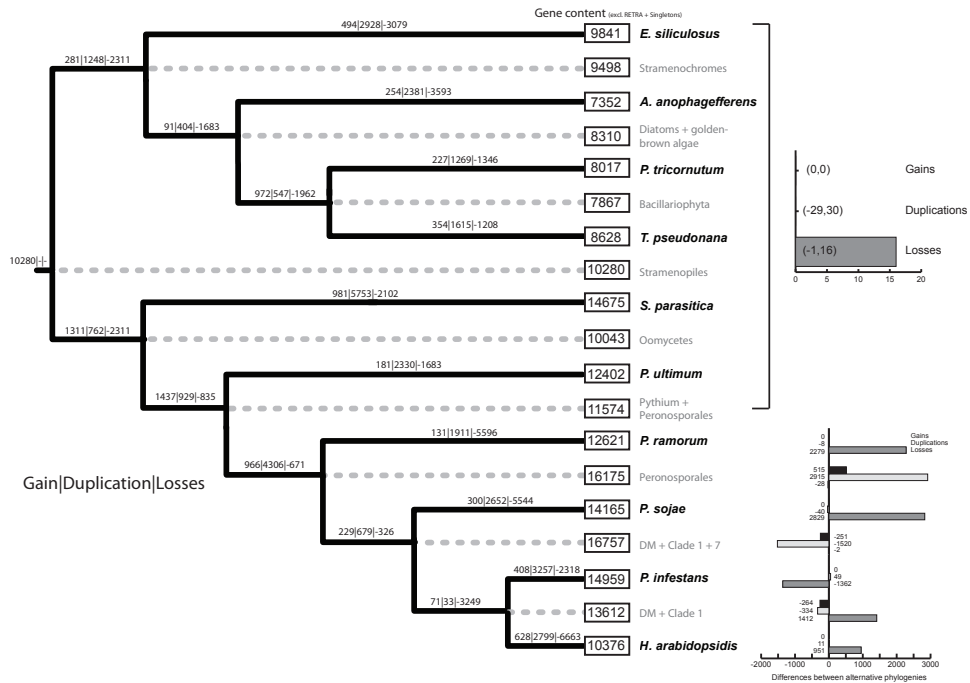 Gene content (excl. RETRA + Singletons)
494|2928|-3079
9841 E. siliculosus
281|1248|-2311
9498 Stramenochromes
254|2381|-3593
7352 A. anophagefferens
91|404|-1683
8310 Diatoms + golden-
brown algae
227|1269|-1346
8017 P. tricornutum
972|547|-1962
7867 Bacillariophyta
354|1615|-1208
8628 T. pseudonana
10280|-|-
10280 Stramenopiles
981|5753|-2102
14675 S. parasitica
1311|762|-2311
10043 Oomycetes
181|2330|-1683
12402 P. ultimum
1437|929|-835
11574 Pythium +
Peronosporales
131|1911|-5596
12621 P. ramorum
966|4306|-671
16175 Peronosporales
Gain|Duplication|Losses
300|2652|-5544
14165 P. sojae
229|679|-326
16757 DM + Clade 1 + 7
408|3257|-2318
14959 P. infestans
71|33|-3249
13612 DM + Clade 1
628|2799|-6663
10376 H. arabidopsidis
(0,0) Gains
(-29,30) Duplications
(-1,16) Losses
0 5 10 15 20
0 Gains
-8 Duplications
2279 Losses
515
2915
-28
0
-40
2829
-251
-1520
-2
0
49
-1362
-264
-334
1412
0
11
951
-2000 -1000 0 1000 2000 3000
Differences between alternative phylogenies